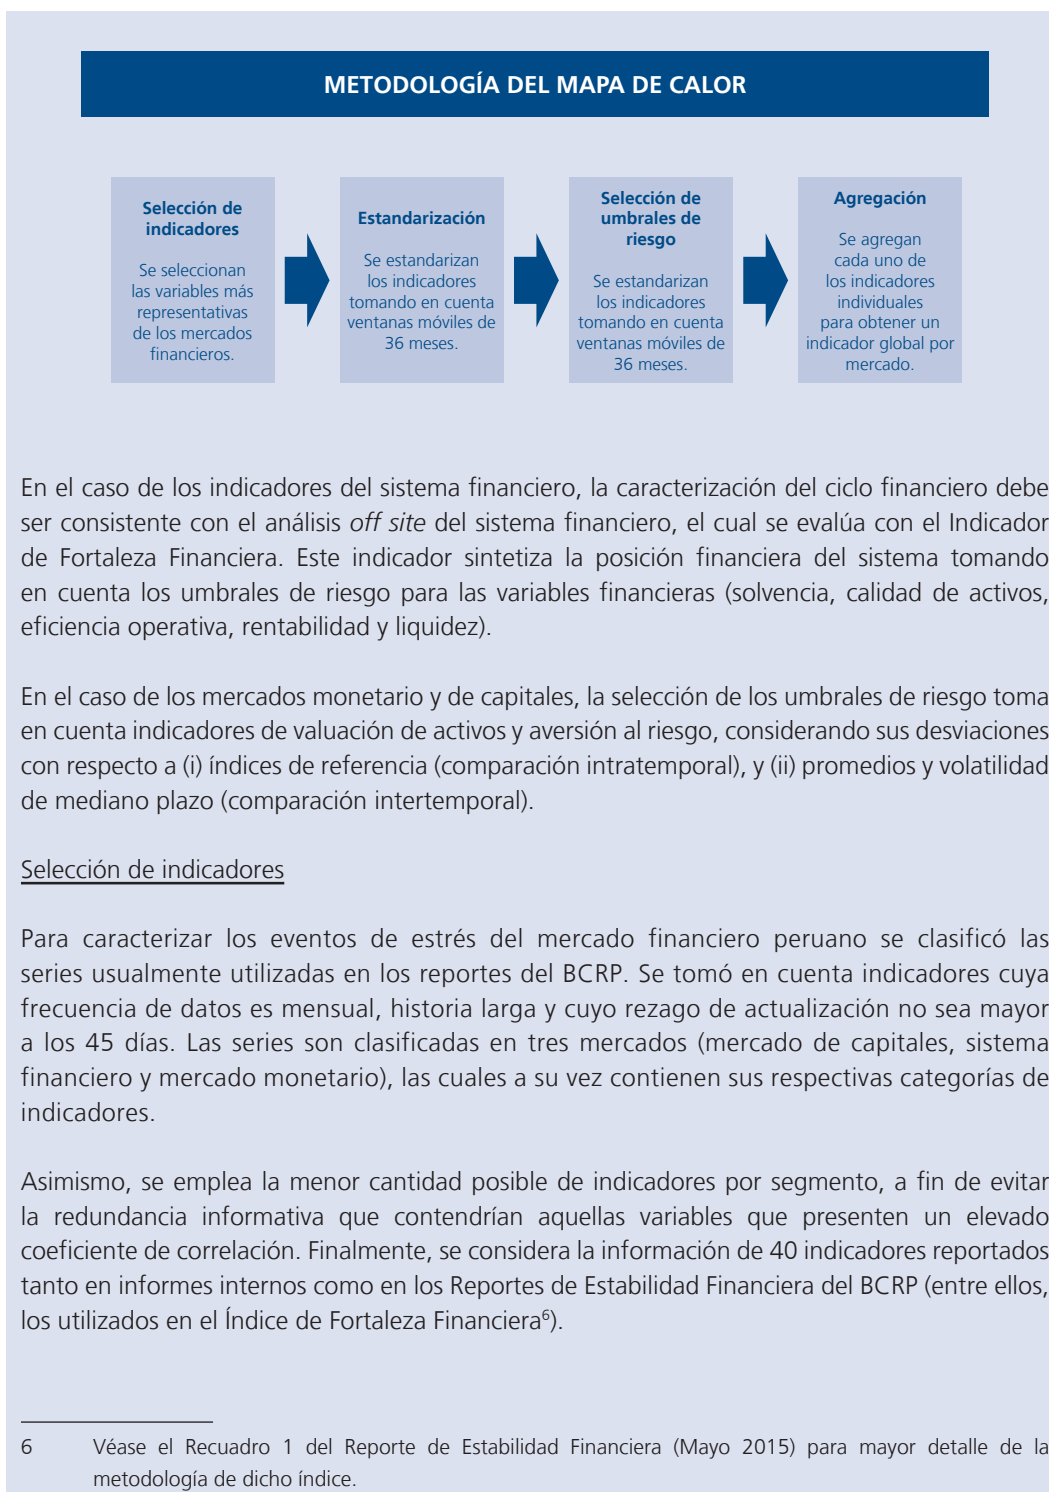 METODOLOGÍA DEL MAPA DE CALOR
Selección de
indicadores
Se seleccionan
las variables más
representativas
de los mercados
financieros.
Estandarización
Se estandarizan
los indicadores
tomando en cuenta
ventanas móviles de
36 meses.
Selección de
umbrales de
riesgo
Se estandarizan
los indicadores
tomando en cuenta
ventanas móviles de
36 meses.
Agregación
Se agregan
cada uno de
los indicadores
individuales
para obtener un
indicador global por
mercado.
En el caso de los indicadores del sistema financiero, la caracterización del ciclo financiero debe
ser consistente con el análisis off site del sistema financiero, el cual se evalúa con el Indicador
de Fortaleza Financiera. Este indicador sintetiza la posición financiera del sistema tomando
en cuenta los umbrales de riesgo para las variables financieras (solvencia, calidad de activos,
eficiencia operativa, rentabilidad y liquidez).
En el caso de los mercados monetario y de capitales, la selección de los umbrales de riesgo toma
en cuenta indicadores de valuación de activos y aversión al riesgo, considerando sus desviaciones
con respecto a (i) índices de referencia (comparación intratemporal), y (ii) promedios y volatilidad
de mediano plazo (comparación intertemporal).
Selección de indicadores
Para caracterizar los eventos de estrés del mercado financiero peruano se clasificó las
series usualmente utilizadas en los reportes del BCRP. Se tomó en cuenta indicadores cuya
frecuencia de datos es mensual, historia larga y cuyo rezago de actualización no sea mayor
a los 45 días. Las series son clasificadas en tres mercados (mercado de capitales, sistema
financiero y mercado monetario), las cuales a su vez contienen sus respectivas categorías de
indicadores.
Asimismo, se emplea la menor cantidad posible de indicadores por segmento, a fin de evitar
la redundancia informativa que contendrían aquellas variables que presenten un elevado
coeficiente de correlación. Finalmente, se considera la información de 40 indicadores reportados
tanto en informes internos como en los Reportes de Estabilidad Financiera del BCRP (entre ellos,
los utilizados en el Índice de Fortaleza Financiera⁶).
6 Véase el Recuadro 1 del Reporte de Estabilidad Financiera (Mayo 2015) para mayor detalle de la
metodología de dicho índice.